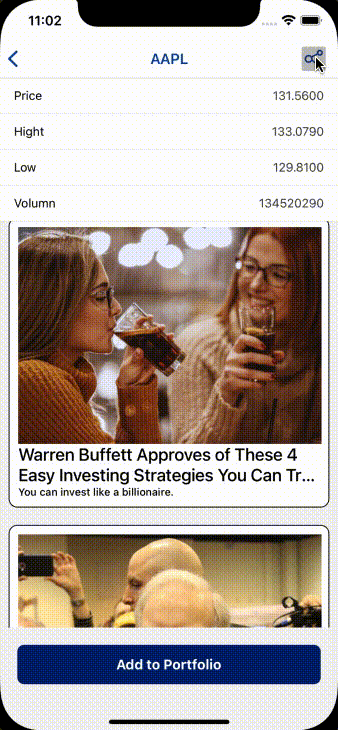 11:02
AAPL
Price 131.5600
Hight 133.0790
Low 129.8100
Volumn 134520290
Warren Buffett Approves of These 4
Easy Investing Strategies You Can Tr...
You can invest like a billionaire.
Add to Portfolio